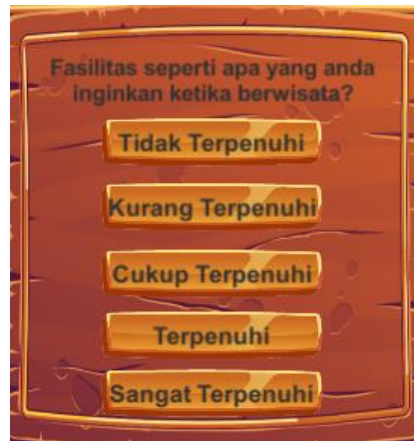 Fasilitas seperti apa yang anda
inginkan ketika berwisata?
Tidak Terpenuhi
Kurang Terpenuhi
Cukup Terpenuhi
Terpenuhi
Sangat Terpenuhi